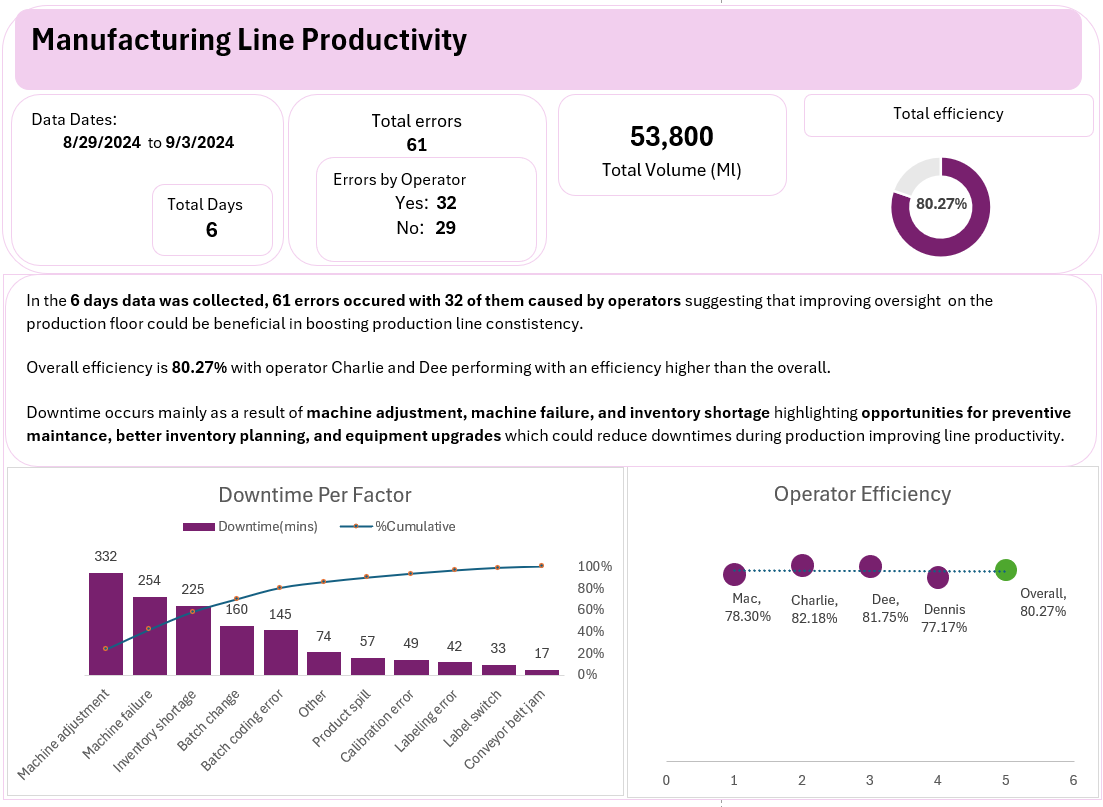 Manufacturing Line Productivity
Data Dates:
8/29/2024 to 9/3/2024
Total Days
6
Total errors
61
Errors by Operator
Yes: 32
No: 29
53,800
Total Volume (Ml)
Total efficiency
80.27%
In the 6 days data was collected, 61 errors occured with 32 of them caused by operators suggesting that improving oversight on the
production floor could be beneficial in boosting production line constistency.
Overall efficiency is 80.27% with operator Charlie and Dee performing with an efficiency higher than the overall.
Downtime occurs mainly as a result of machine adjustment, machine failure, and inventory shortage highlighting opportunities for preventive
maintance, better inventory planning, and equipment upgrades which could reduce downtimes during production improving line productivity.
Downtime Per Factor
Downtime(mins) %Cumulative
332
254
225
160
145
74
57
49
42
33
17
100%
80%
60%
40%
20%
0%
Machine adjustment
Machine failure
Inventory shortage
Batch change
Batch coding error
Other
Product spill
Calibration error
Labeling error
Label switch
Conveyor belt jam
Operator Efficiency
Mac,
78.30%
Charlie,
82.18%
Dee,
81.75%
Dennis
77.17%
Overall,
80.27%
0 1 2 3 4 5 6